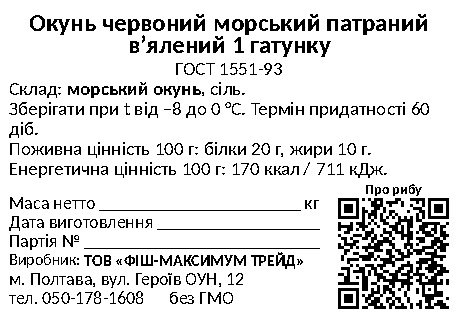 Окунь червоний морський патраний
в’ялений 1 гатунку
ГОСТ 1551-93
Склад: морський окунь, сіль.
Зберігати при t від –8 до 0 °С. Термін придатності 60
діб.
Поживна цінність 100 г: білки 20 г, жири 10 г.
Енергетична цінність 100 г: 170 ккал / 711 кДж.
Про рибу
Маса нетто ______________________ кг
Дата виготовлення __________________
Партія № __________________________
Виробник: ТОВ «ФІШ-МАКСИМУМ ТРЕЙД»
м. Полтава, вул. Героїв ОУН, 12
тел. 050-178-1608 без ГМО